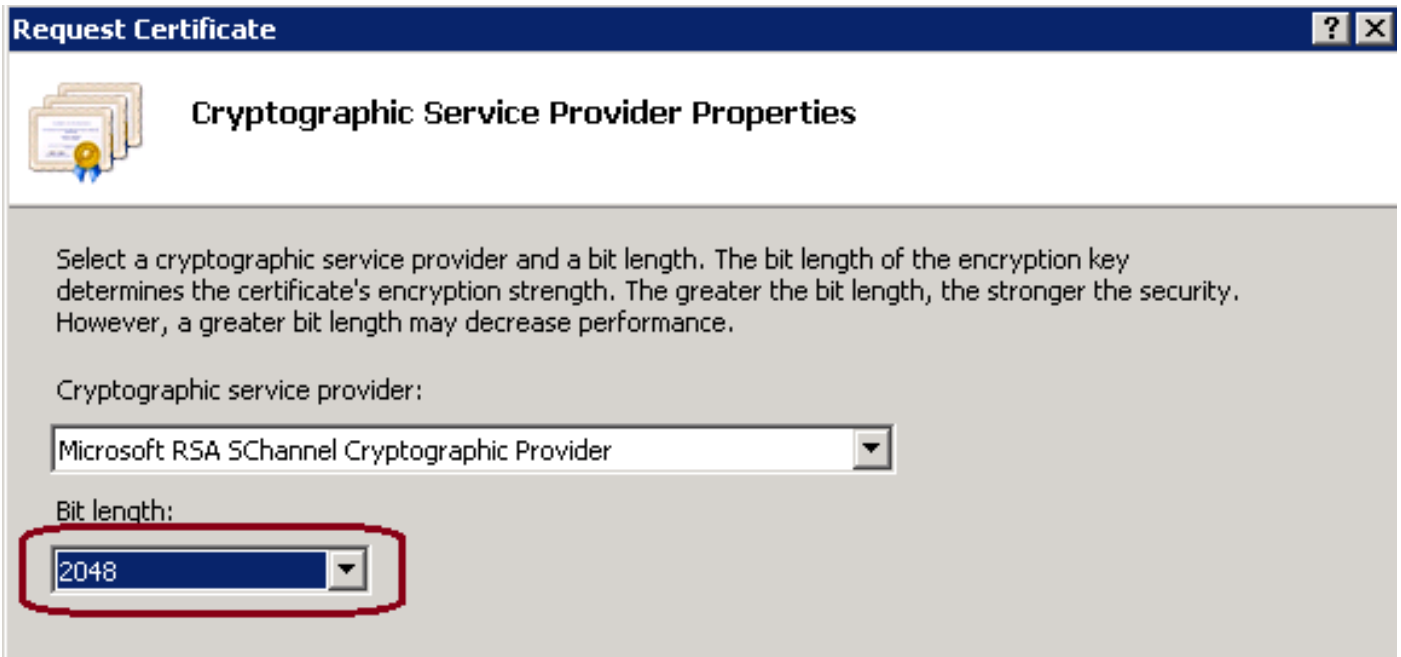 Request Certificate
Cryptographic Service Provider Properties
Select a cryptographic service provider and a bit length. The bit length of the encryption key
determines the certificate's encryption strength. The greater the bit length, the stronger the security.
However, a greater bit length may decrease performance.
Cryptographic service provider:
Microsoft RSA SChannel Cryptographic Provider
Bit length:
2048